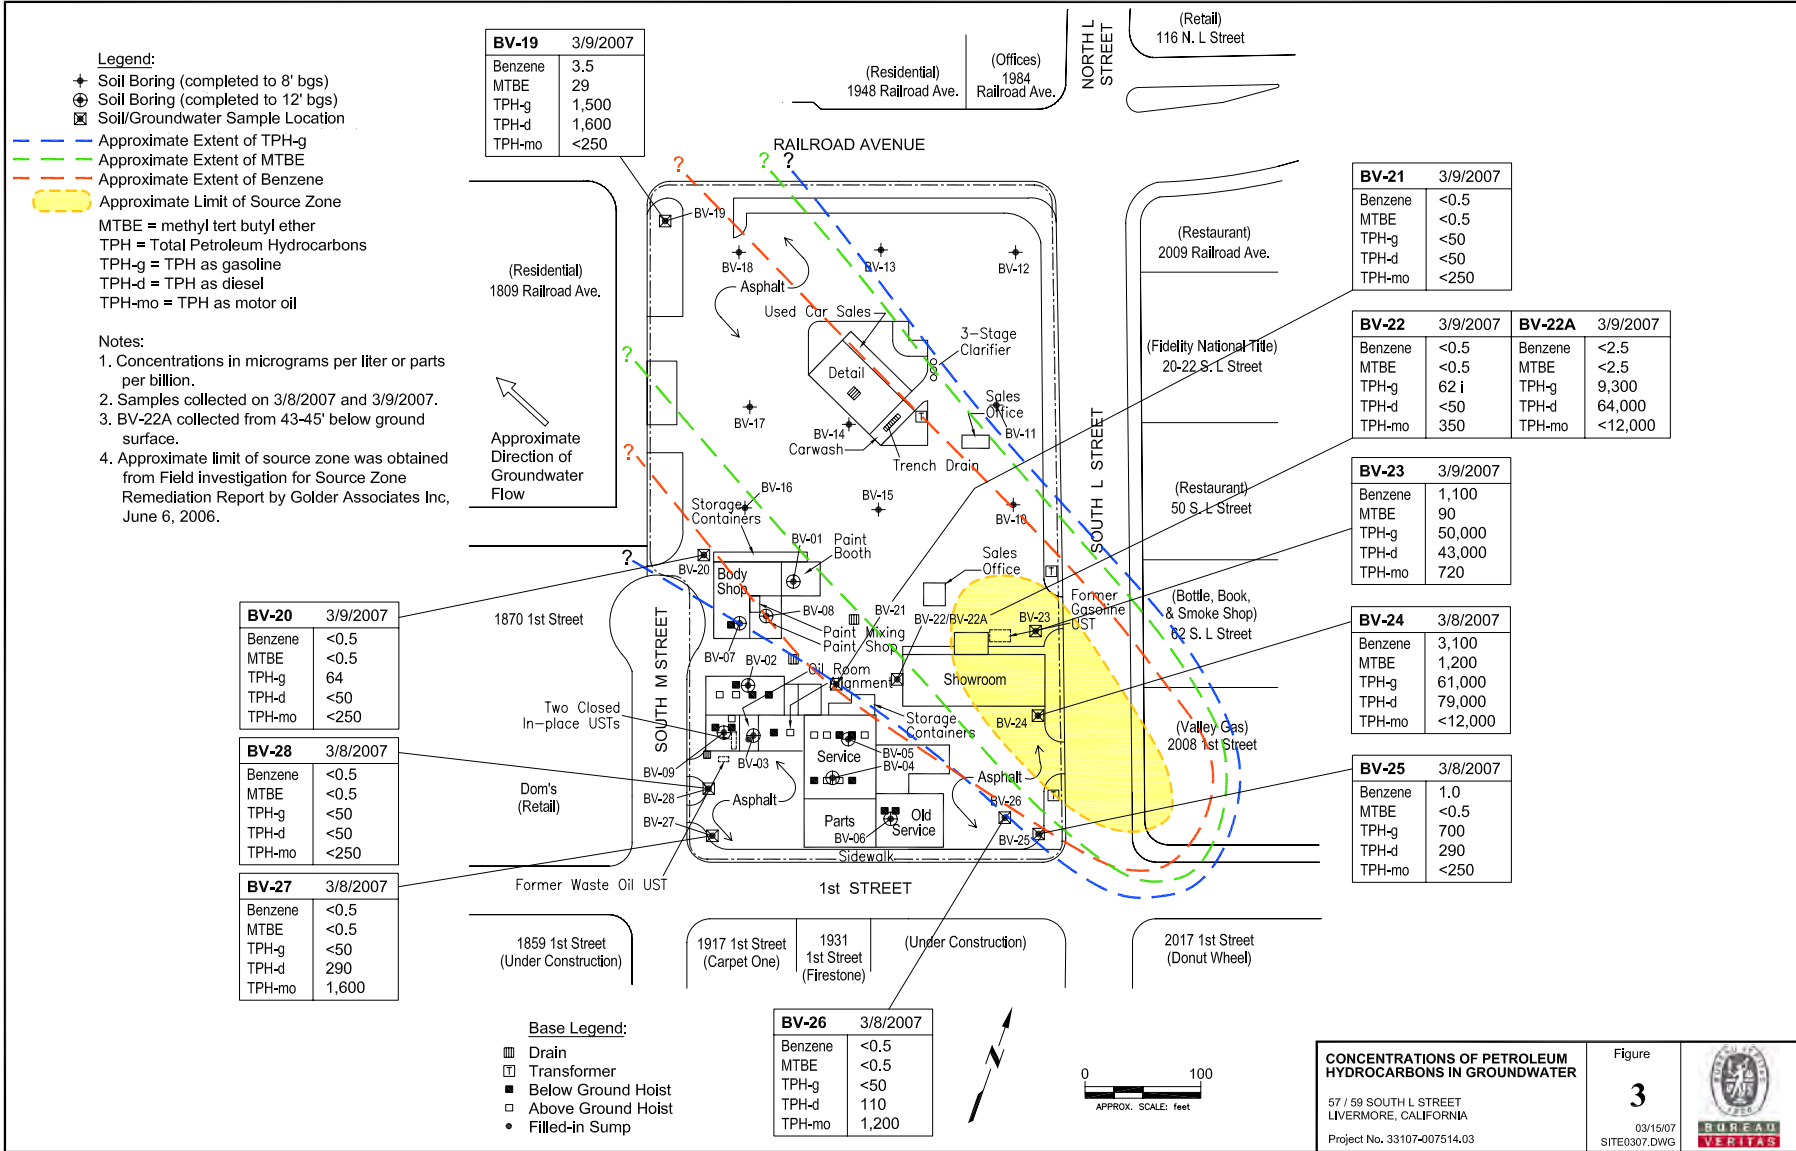 Legend:
Soil Boring (completed to 8' bgs)
Soil Boring (completed to 12' bgs)
Soil/Groundwater Sample Location
Approximate Extent of TPH-g
Approximate Extent of MTBE
Approximate Extent of Benzene
Approximate Limit of Source Zone
MTBE = methyl tert butyl ether
TPH = Total Petroleum Hydrocarbons
TPH-g = TPH as gasoline
TPH-d = TPH as diesel
TPH-mo = TPH as motor oil
Notes:
1. Concentrations in micrograms per liter or parts
per billion.
2. Samples collected on 3/8/2007 and 3/9/2007.
3. BV-22A collected from 43-45' below ground
surface.
4. Approximate limit of source zone was obtained
from Field investigation for Source Zone
Remediation Report by Golder Associates Inc,
June 6, 2006.
BV-19 3/9/2007
Benzene 3.5
MTBE 29
TPH-g 1,500
TPH-d 1,600
TPH-mo <250
(Residential)
1948 Railroad Ave.
(Offices)
1984
Railroad Ave.
NORTH L
STREET
(Retail)
116 N. L Street
RAILROAD AVENUE
? ? ?
(Residential)
1809 Railroad Ave.
Approximate
Direction of
Groundwater
Flow
BV-19
BV-18
BV-13
BV-12
Asphalt
Used Car Sales
3-Stage
Clarifier
Detail
Sales
Office
BV-17
BV-14
BV-11
Carwash
Trench Drain
T
?
?
?
BV-16
BV-15
BV-10
Storage
Containers
BV-01
Paint
Booth
BV-20
Body
Shop
Sales
Office
T
BV-08
BV-21
BV-22/BV-22A
BV-23
Former
Gasoline
UST
Paint Mixing
Paint Shop
BV-07
BV-02
Oil Room
Alignment
Showroom
Two Closed
In-place USTs
BV-24
Storage
Containers
BV-09
BV-03
Service
BV-05
BV-04
BV-28
Asphalt
Asphalt
T
BV-26
BV-27
Parts
BV-06
Old
Service
BV-25
Sidewalk
Former Waste Oil UST
1st STREET
SOUTH M STREET
SOUTH L STREET
1870 1st Street
Dom's
(Retail)
1859 1st Street
(Under Construction)
1917 1st Street
(Carpet One)
1931
1st Street
(Firestone)
(Under Construction)
2017 1st Street
(Donut Wheel)
(Restaurant)
2009 Railroad Ave.
(Fidelity National Title)
20-22 S. L Street
(Restaurant)
50 S. L Street
(Bottle, Book,
& Smoke Shop)
62 S. L Street
(Valley Gas)
2008 1st Street
BV-21 3/9/2007
Benzene <0.5
MTBE <0.5
TPH-g <50
TPH-d <50
TPH-mo <250
BV-22 3/9/2007 BV-22A 3/9/2007
Benzene <0.5 Benzene <2.5
MTBE <0.5 MTBE <2.5
TPH-g 62 i TPH-g 9,300
TPH-d <50 TPH-d 64,000
TPH-mo 350 TPH-mo <12,000
BV-23 3/9/2007
Benzene 1,100
MTBE 90
TPH-g 50,000
TPH-d 43,000
TPH-mo 720
BV-24 3/8/2007
Benzene 3,100
MTBE 1,200
TPH-g 61,000
TPH-d 79,000
TPH-mo <12,000
BV-25 3/8/2007
Benzene 1.0
MTBE <0.5
TPH-g 700
TPH-d 290
TPH-mo <250
BV-20 3/9/2007
Benzene <0.5
MTBE <0.5
TPH-g 64
TPH-d <50
TPH-mo <250
BV-28 3/8/2007
Benzene <0.5
MTBE <0.5
TPH-g <50
TPH-d <50
TPH-mo <250
BV-27 3/8/2007
Benzene <0.5
MTBE <0.5
TPH-g <50
TPH-d 290
TPH-mo 1,600
BV-26 3/8/2007
Benzene <0.5
MTBE <0.5
TPH-g <50
TPH-d 110
TPH-mo 1,200
Base Legend:
Drain
T Transformer
Below Ground Hoist
Above Ground Hoist
Filled-in Sump
N
0 100
APPROX. SCALE: feet
CONCENTRATIONS OF PETROLEUM
HYDROCARBONS IN GROUNDWATER
57 / 59 SOUTH L STREET
LIVERMORE, CALIFORNIA
Project No. 33107-007514.03
Figure
3
03/15/07
SITE0307.DWG
BUREAU VERITAS
1828
BUREAU
VERITAS